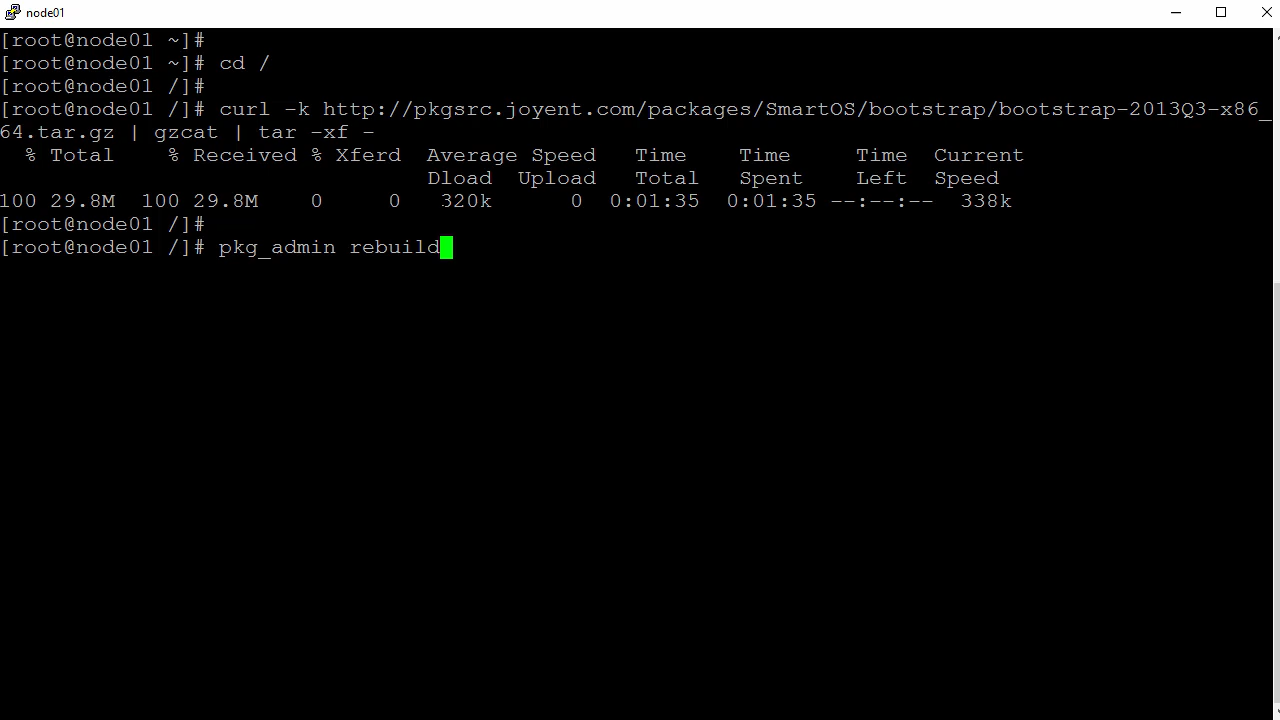 node01
[root@node01 ~]#
[root@node01 ~]# cd /
[root@node01 /]#
[root@node01 /]# curl -k http://pkgsrc.joyent.com/packages/SmartOS/bootstrap/bootstrap-2013Q3-x86_
64.tar.gz | gzcat | tar -xf -
  % Total    % Received % Xferd  Average Speed   Time    Time     Time  Current
                                 Dload  Upload   Total   Spent    Left  Speed
100 29.8M  100 29.8M    0     0   320k      0  0:01:35  0:01:35 --:--:--  338k
[root@node01 /]#
[root@node01 /]# pkg_admin rebuild